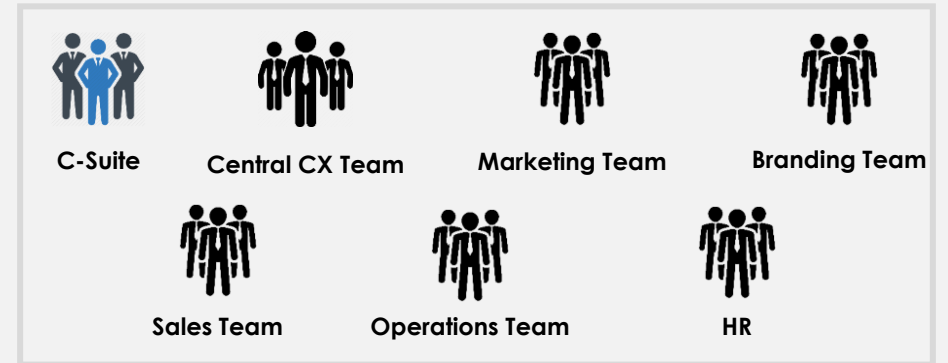 C-Suite
Central CX Team
Marketing Team
Branding Team
Sales Team
Operations Team
HR